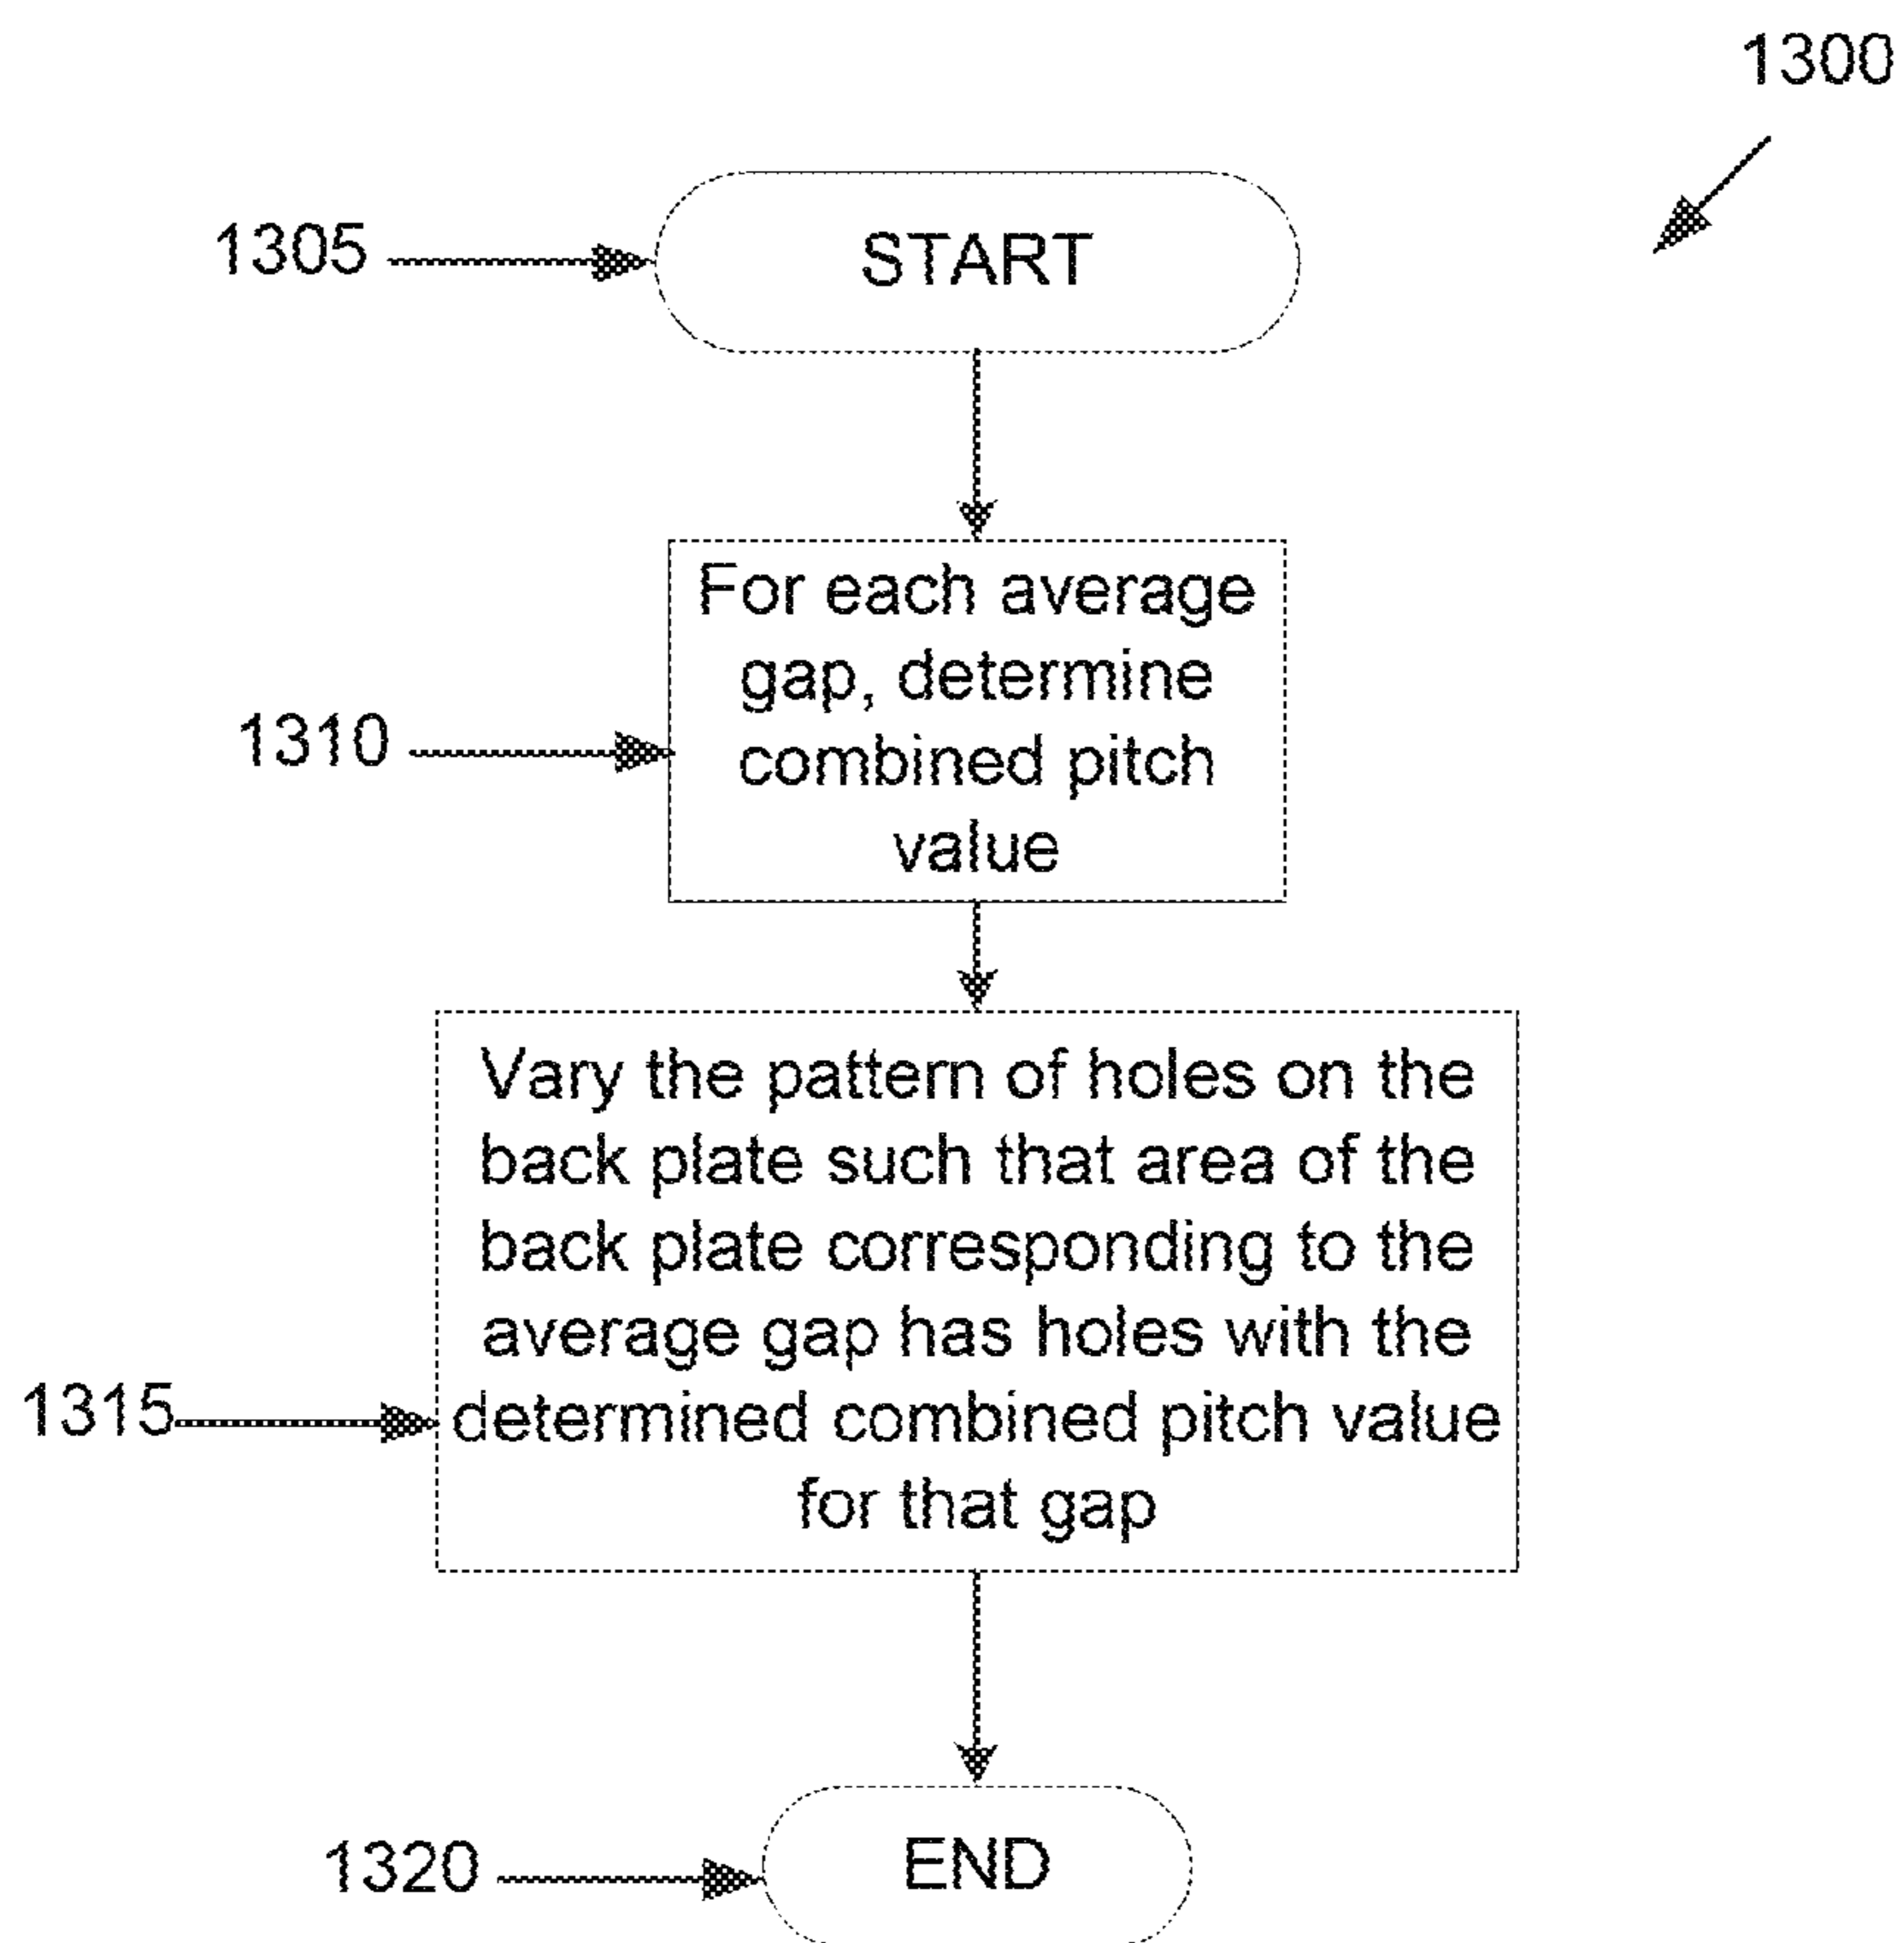 1300
1305
START
1310
For each average
gap, determine
combined pitch
value
Vary the pattern of holes on the
back plate such that area of the
back plate corresponding to the
average gap has holes with the
1315
determined combined pitch value
for that gap
1320
END